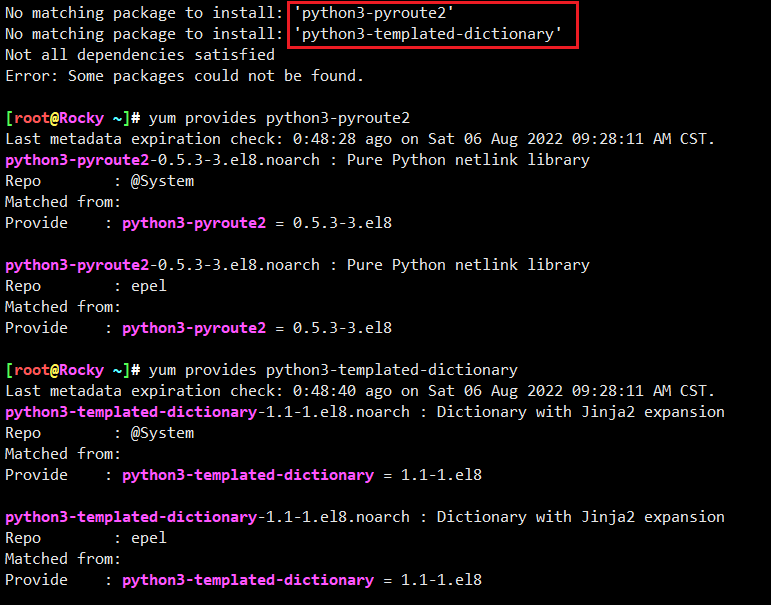 No matching package to install: 'python3-pyroute2'
No matching package to install: 'python3-templated-dictionary'
Not all dependencies satisfied
Error: Some packages could not be found.
[root@Rocky ~]# yum provides python3-pyroute2
Last metadata expiration check: 0:48:28 ago on Sat 06 Aug 2022 09:28:11 AM CST.
python3-pyroute2-0.5.3-3.el8.noarch : Pure Python netlink library
Repo        : @System
Matched from:
Provide    : python3-pyroute2 = 0.5.3-3.el8
python3-pyroute2-0.5.3-3.el8.noarch : Pure Python netlink library
Repo        : epel
Matched from:
Provide    : python3-pyroute2 = 0.5.3-3.el8
[root@Rocky ~]# yum provides python3-templated-dictionary
Last metadata expiration check: 0:48:40 ago on Sat 06 Aug 2022 09:28:11 AM CST.
python3-templated-dictionary-1.1-1.el8.noarch : Dictionary with Jinja2 expansion
Repo        : @System
Matched from:
Provide    : python3-templated-dictionary = 1.1-1.el8
python3-templated-dictionary-1.1-1.el8.noarch : Dictionary with Jinja2 expansion
Repo        : epel
Matched from:
Provide    : python3-templated-dictionary = 1.1-1.el8